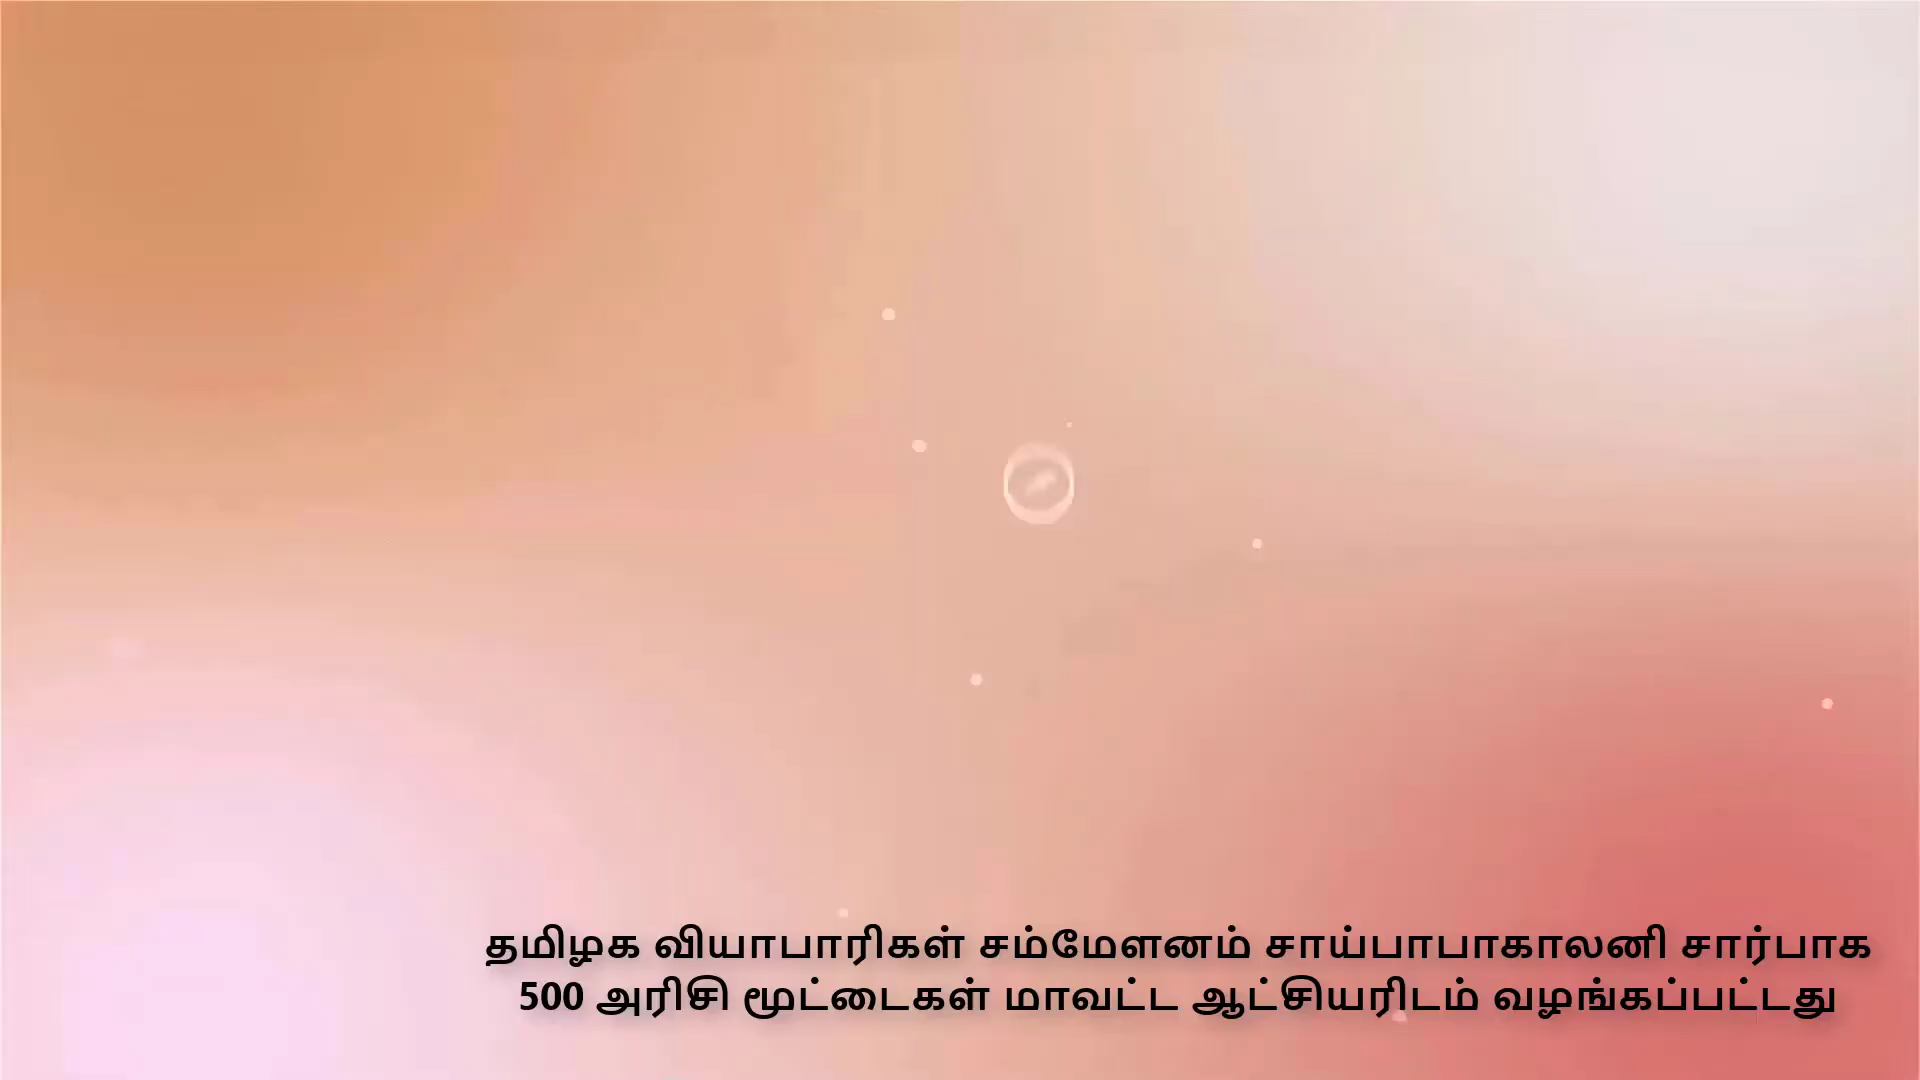 தமிழக வியாபாரிகள் சம்மேளனம் சாய்பாபாகாலனி சார்பாக
500 அரிசி மூட்டைகள் மாவட்ட ஆட்சியரிடம் வழங்கப்பட்டது